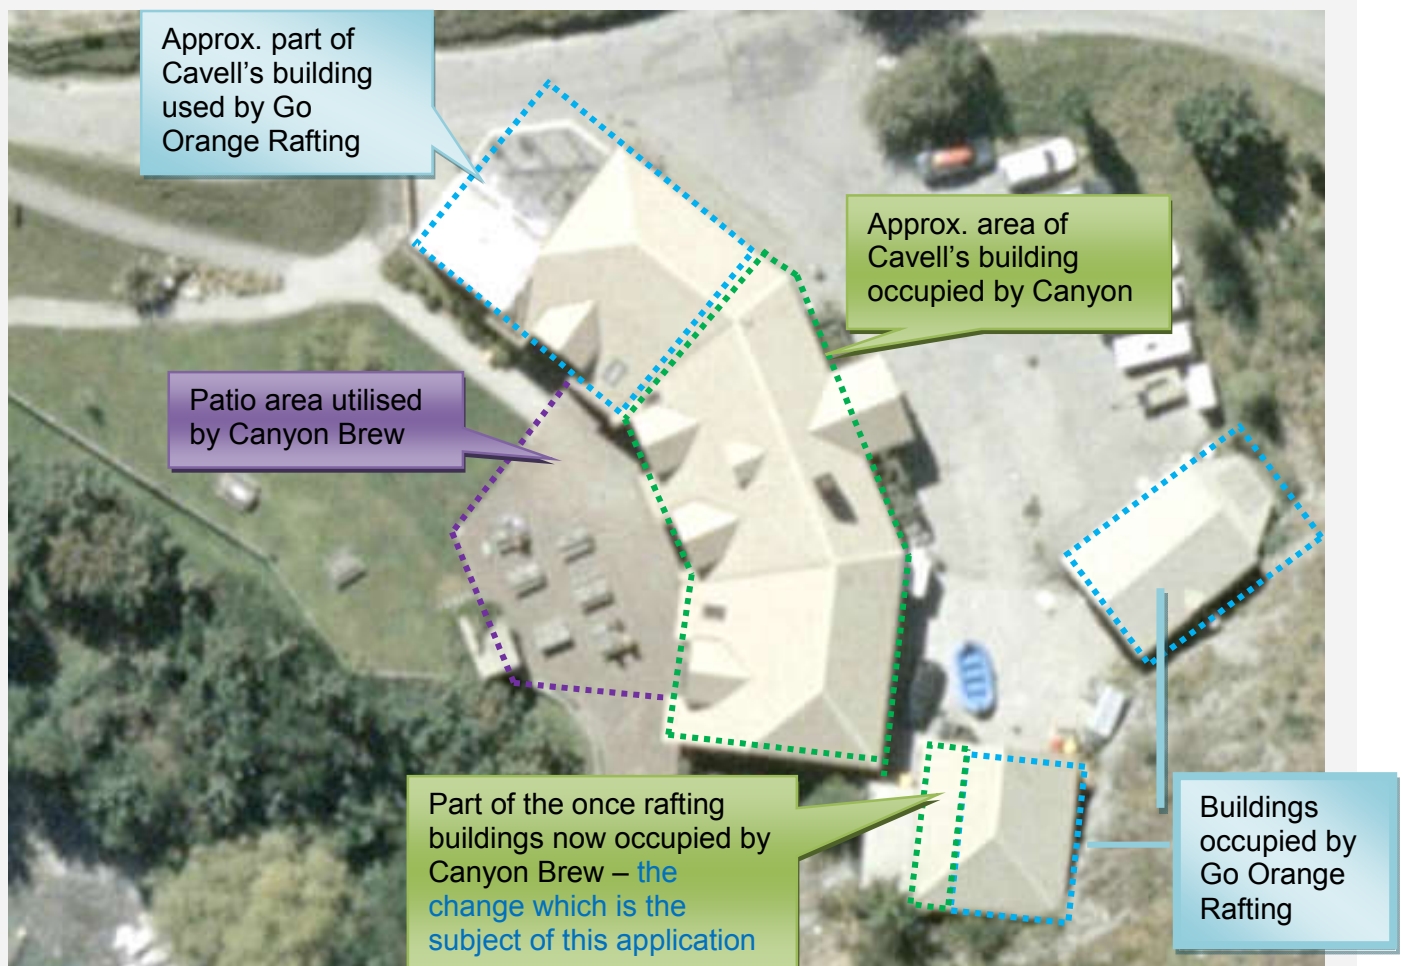 Approx. part of
Cavell’s building
used by Go
Orange Rafting
Approx. area of
Cavell’s building
occupied by Canyon
Patio area utilised
by Canyon Brew
Part of the once rafting
buildings now occupied by
Canyon Brew – the
change which is the
subject of this application
Buildings
occupied by
Go Orange
Rafting